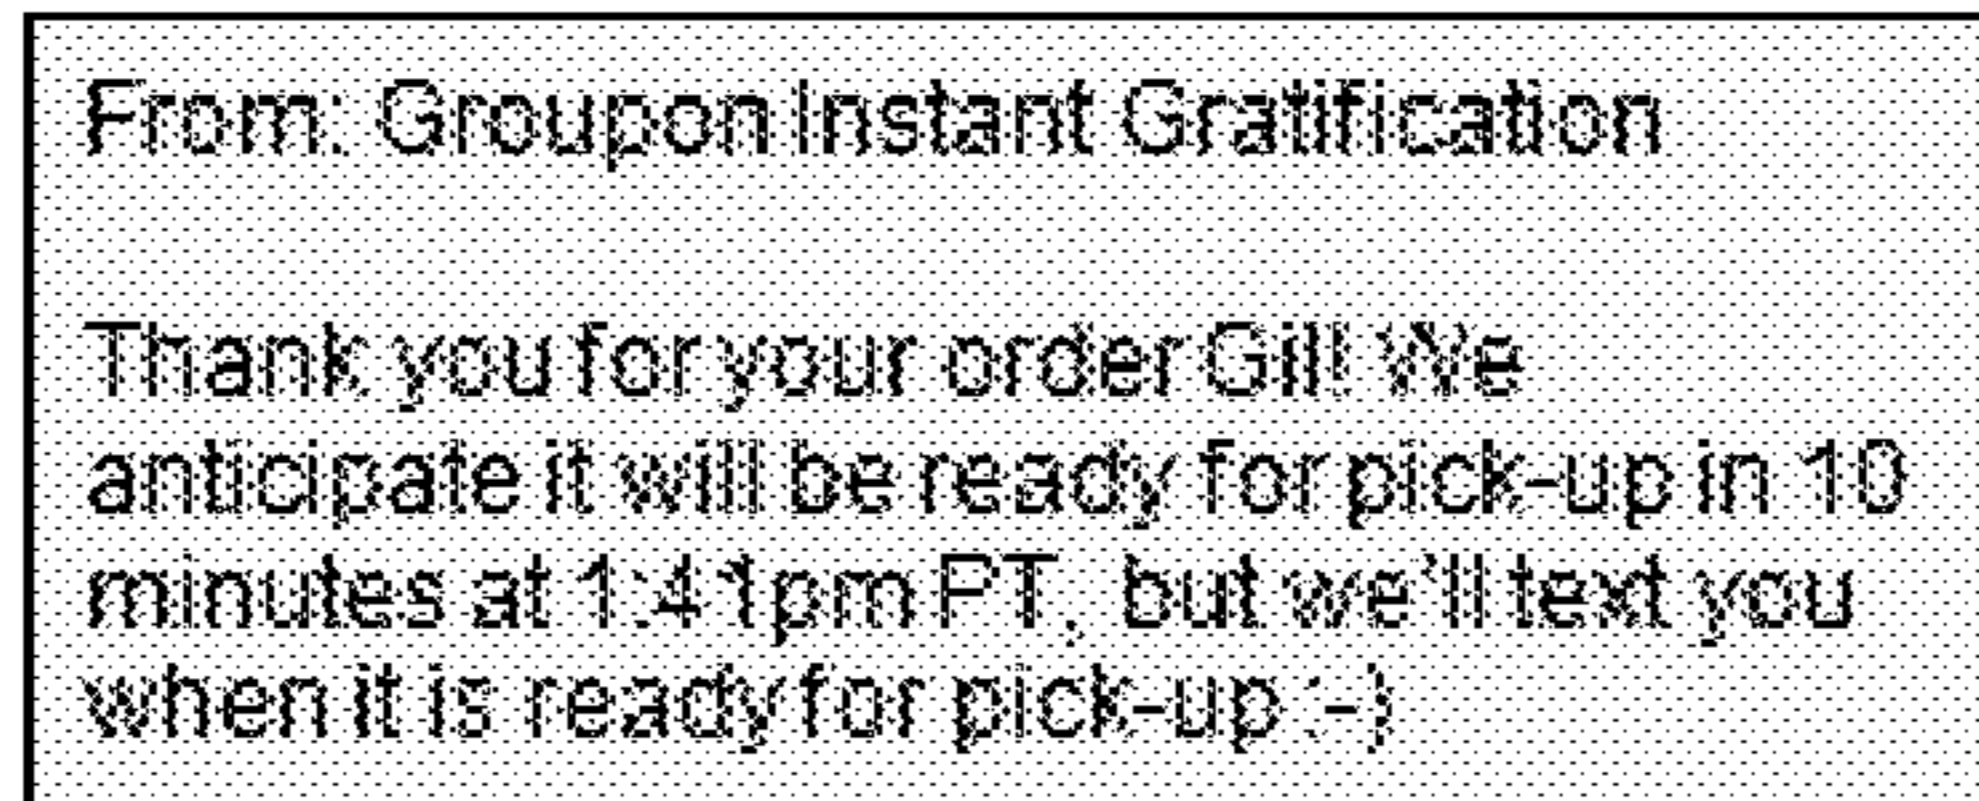 From: Groupon Instant Gratification
Thank you for your order Gill! We
anticipate it will be ready for pick-up in 10
minutes at 1:41pm PT, but we'll text you
when it is ready for pick-up :-)